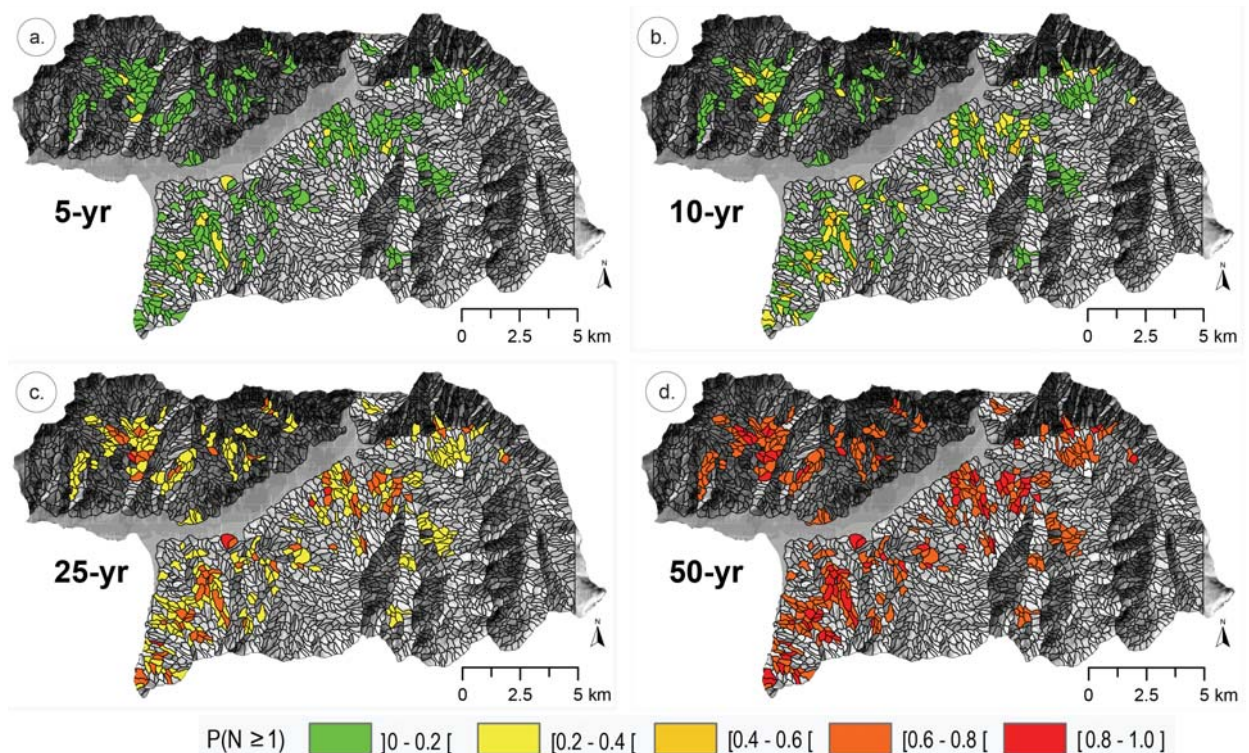 a.
5-yr
N
0 2.5 5 km
b.
10-yr
N
0 2.5 5 km
c.
25-yr
N
0 2.5 5 km
d.
50-yr
N
0 2.5 5 km
P(N ≥ 1) ]0 - 0.2 [ [0.2 - 0.4 [ [0.4 - 0.6 [ [0.6 - 0.8 [ [0.8 - 1.0 ]